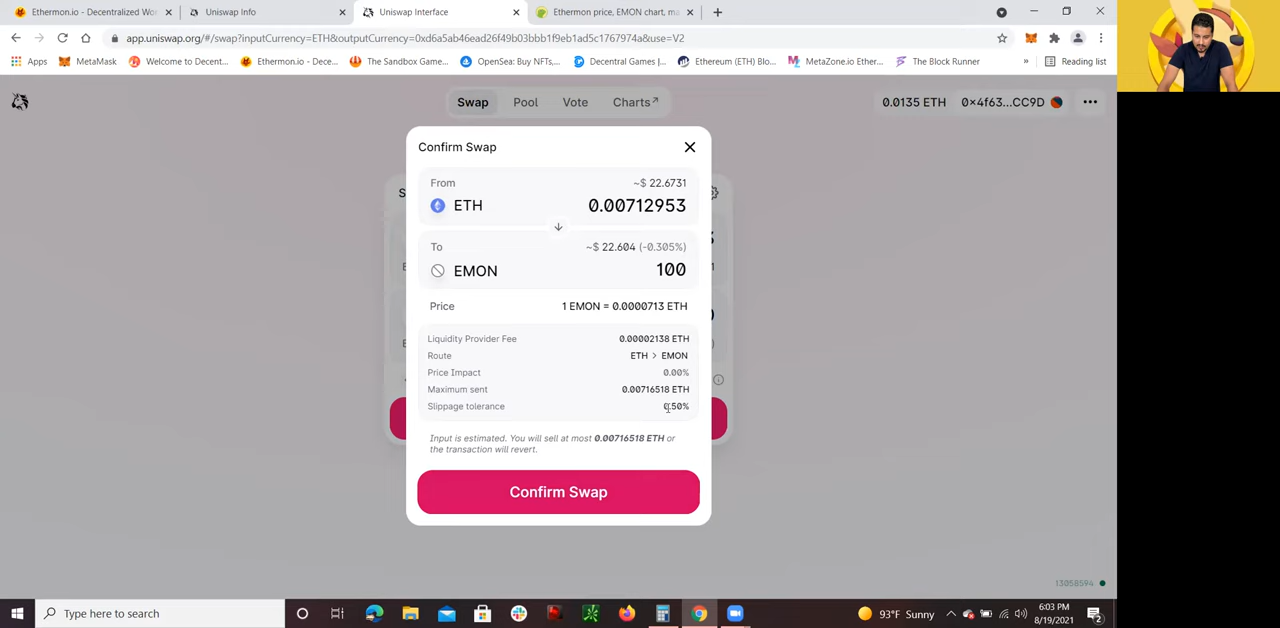 Ethermon.io - Decentralized Wo
Uniswap Info
Uniswap Interface
Ethermon price, EMON chart, ma
app.uniswap.org/#/swap?inputCurrency=ETH&outputCurrency=0xd6a5ab46ead26f49b03bbb1f9eb1ad5c1767974a&use=V2
Apps
MetaMask
Welcome to Decent...
Ethermon.io - Dece...
The Sandbox Game...
OpenSea: Buy NFTs,...
Decentral Games |...
Ethereum (ETH) Blo...
MetaZone.io Ether...
The Block Runner
»
Reading list
Swap
Pool
Vote
Charts↗
0.0135 ETH
0x4f63...CC9D
Confirm Swap
From
~$ 22.6731
ETH
0.00712953
To
~$ 22.604 (-0.305%)
EMON
100
Price
1 EMON = 0.0000713 ETH
Liquidity Provider Fee
0.00002138 ETH
Route
ETH > EMON
Price Impact
0.00%
Maximum sent
0.00716518 ETH
Slippage tolerance
0.50%
Input is estimated. You will sell at most 0.00716518 ETH or
the transaction will revert.
Confirm Swap
13058594
Type here to search
93°F Sunny
6:03 PM
8/19/2021
2